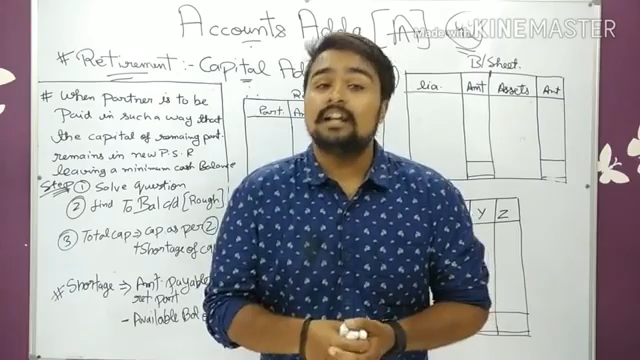 Accounts Adda [A]
Made with KINEMASTER
# Retirement :- Capital Ad
B/Sheet
# When Partner is to be
Paid in such a way that
the capital of remaing part.
remains in new P.S.R
leaving a minimum cash Balance
Step ① Solve question
② find To Bal c/d [Rough]
③ Total cap ⇒ cap as per 2
+Shortage of cap
# Shortage ⇒ Amt payable
ret part
- Available Bal
Part.
lia. Amt Assets Amt
Y Z